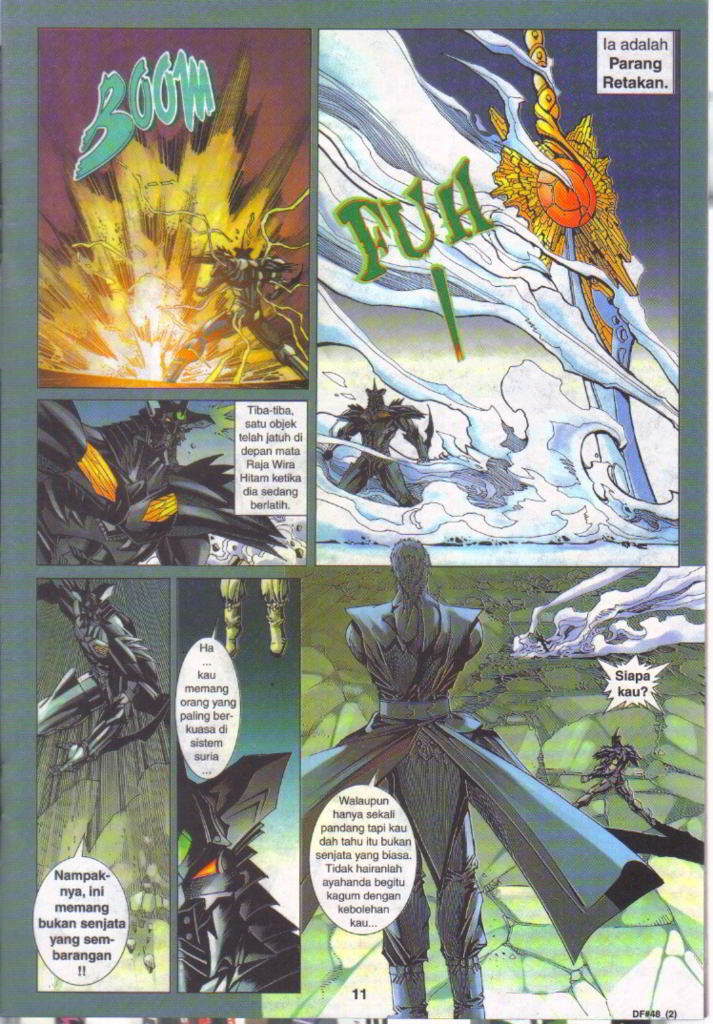 BOOM
Tiba-tiba,
satu objek
telah jatuh di
depan mata
Raja Wira
Hitam ketika
dia sedang
berlatih.
Ia adalah
Parang
Retakan.
FUH
!
Nampak-
nya, ini
memang
bukan senjata
yang sem-
barangan
!!
Ha
...
kau
memang
orang yang
paling ber-
kuasa di
sistem
suria
...
Siapa
kau?
Walaupun
hanya sekali
pandang tapi kau
dah tahu itu bukan
senjata yang biasa.
Tidak hairanlah
ayahanda begitu
kagum dengan
kebolehan
kau...
11
DF#48 (2)